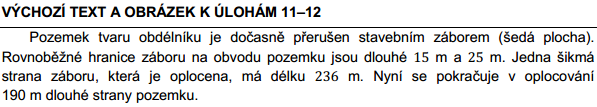 VÝCHOZÍ TEXT A OBRÁZEK K ÚLOHÁM 11–12
Pozemek tvaru obdélníku je dočasně přerušen stavebním záborem (šedá plocha).
Rovnoběžné hranice záboru na obvodu pozemku jsou dlouhé 15 m a 25 m. Jedna šikmá
strana záboru, která je oplocena, má délku 236 m. Nyní se pokračuje v oplocování
190 m dlouhé strany pozemku.